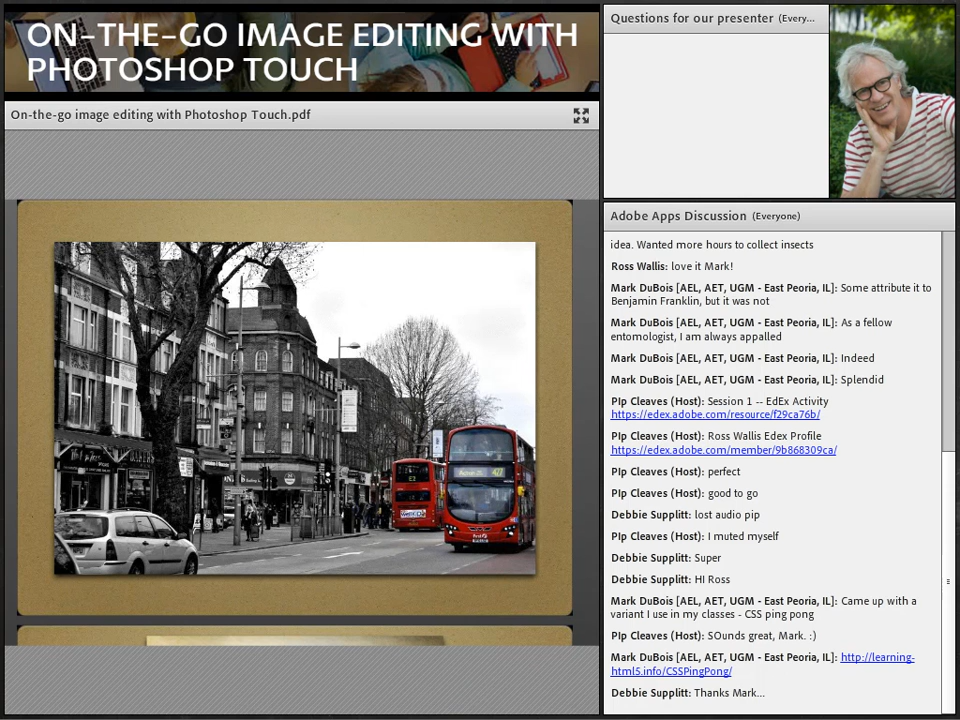 ON-THE-GO IMAGE EDITING WITH
PHOTOSHOP TOUCH
On-the-go image editing with Photoshop Touch.pdf
E3
427
First
Questions for our presenter (Every...
Adobe Apps Discussion (Everyone)
idea. Wanted more hours to collect insects
Ross Wallis: love it Mark!
Mark DuBois [AEL, AET, UGM - East Peoria, IL]: Some attribute it to
Benjamin Franklin, but it was not
Mark DuBois [AEL, AET, UGM - East Peoria, IL]: As a fellow
entomologist, I am always appalled
Mark DuBois [AEL, AET, UGM - East Peoria, IL]: Indeed
Mark DuBois [AEL, AET, UGM - East Peoria, IL]: Splendid
PIp Cleaves (Host): Session 1 -- EdEx Activity
https://edex.adobe.com/resource/f29ca76b/
PIp Cleaves (Host): Ross Wallis Edex Profile
https://edex.adobe.com/member/9b868309ca/
PIp Cleaves (Host): perfect
PIp Cleaves (Host): good to go
Debbie Supplitt: lost audio pip
PIp Cleaves (Host): I muted myself
Debbie Supplitt: Super
Debbie Supplitt: HI Ross
Mark DuBois [AEL, AET, UGM - East Peoria, IL]: Came up with a
variant I use in my classes - CSS ping pong
PIp Cleaves (Host): SOunds great, Mark. :)
Mark DuBois [AEL, AET, UGM - East Peoria, IL]: http://learning-
html5.info/CSSPingPong/
Debbie Supplitt: Thanks Mark...